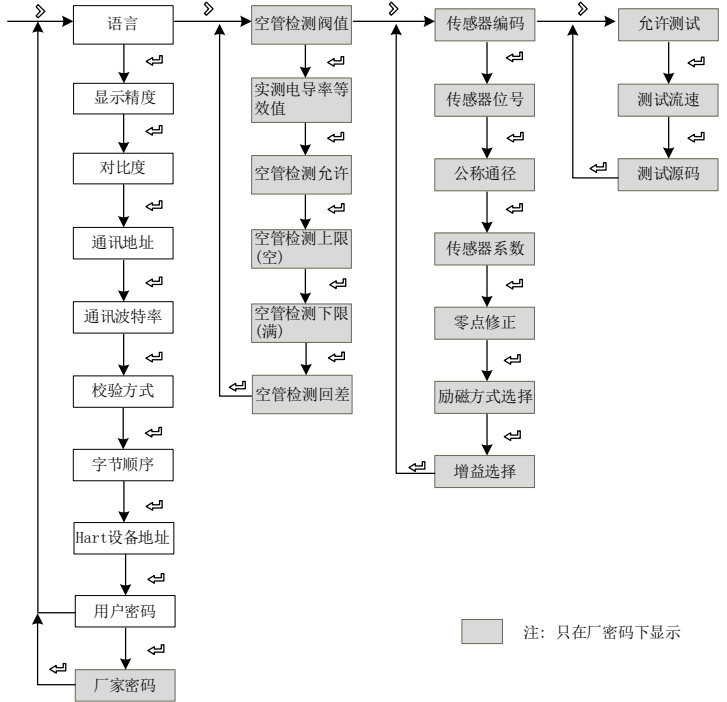 语言
显示精度
对比度
通讯地址
通讯波特率
校验方式
字节顺序
Hart设备地址
用户密码
厂家密码
空管检测阀值
实测电导率等
效值
空管检测允许
空管检测上限
(空)
空管检测下限
(满)
空管检测回差
传感器编码
传感器位号
公称通径
传感器系数
零点修正
励磁方式选择
增益选择
允许测试
测试流速
测试源码
注: 只在厂密码下显示